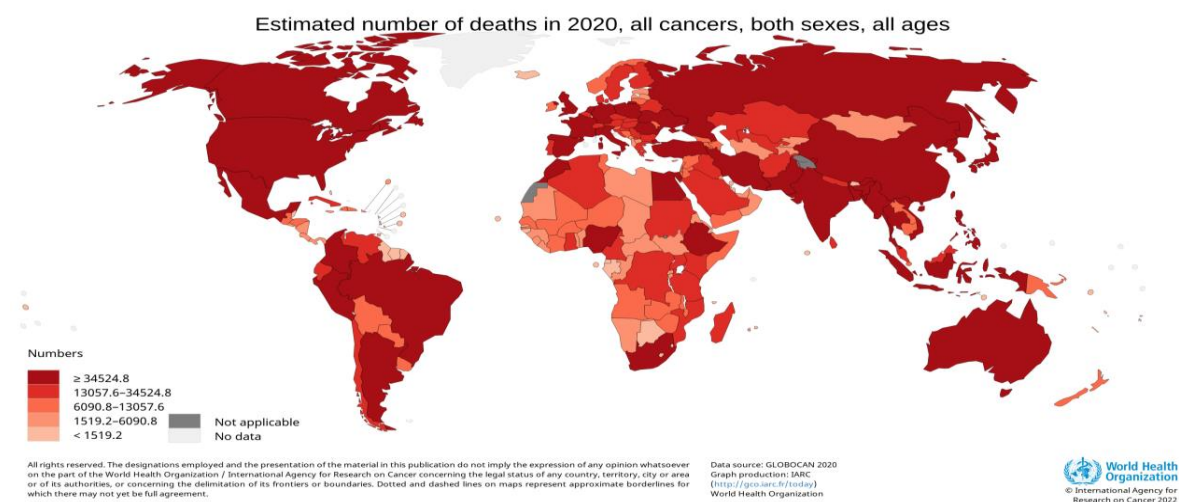 Estimated number of deaths in 2020, all cancers, both sexes, all ages
Numbers
≥ 34524.8
13057.6–34524.8
6090.8–13057.6
1519.2–6090.8
< 1519.2
Not applicable
No data
All rights reserved. The designations employed and the presentation of the material in this publication do not imply the expression of any opinion whatsoever
on the part of the World Health Organization / International Agency for Research on Cancer concerning the legal status of any country, territory, city or area
or of its authorities, or concerning the delimitation of its frontiers or boundaries. Dotted and dashed lines on maps represent approximate borderlines for
which there may not yet be full agreement.
Data source: GLOBOCAN 2020
Graph production: IARC
(http://gco.iarc.fr/today)
World Health Organization
World Health
Organization
© International Agency for
Research on Cancer 2022